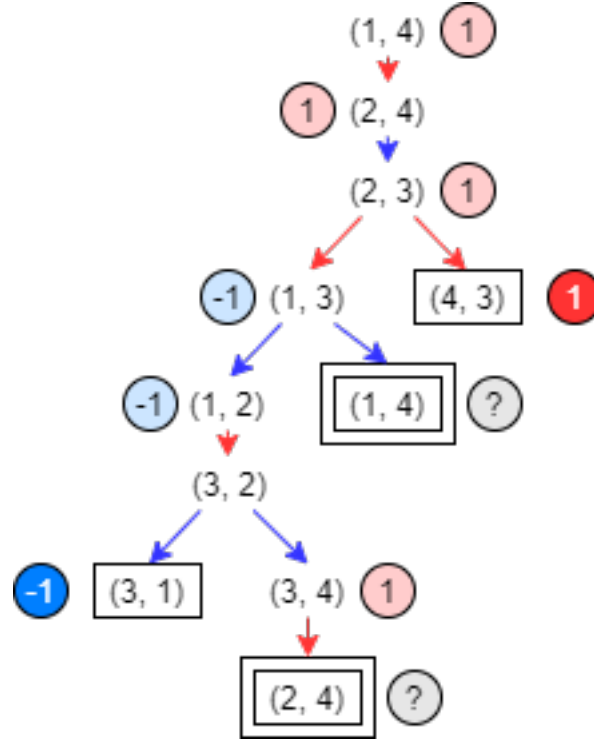 (1, 4) 1
1 (2, 4)
(2, 3) 1
-1 (1, 3) (4, 3) 1
-1 (1, 2) (1, 4) ?
(3, 2)
-1 (3, 1) (3, 4) 1
(2, 4) ?